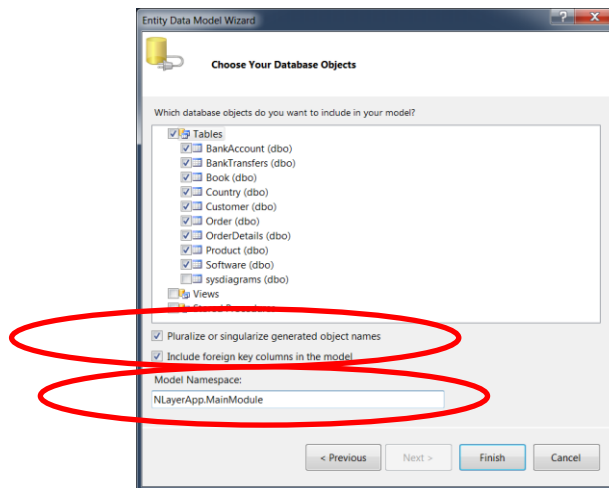 Entity Data Model Wizard
Choose Your Database Objects
Which database objects do you want to include in your model?
Tables
BankAccount (dbo)
BankTransfers (dbo)
Book (dbo)
Country (dbo)
Customer (dbo)
Order (dbo)
OrderDetails (dbo)
Product (dbo)
Software (dbo)
sysdiagrams (dbo)
Views
Stored Procedures
Pluralize or singularize generated object names
Include foreign key columns in the model
Model Namespace:
NLayerApp.MainModule
< Previous Next > Finish Cancel